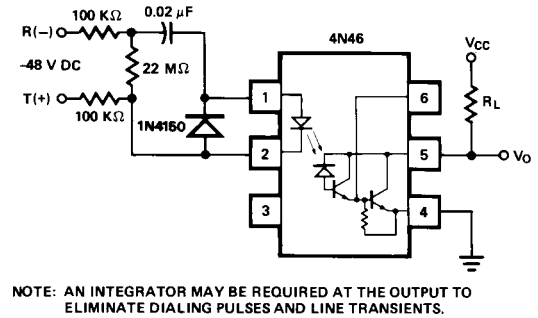 100 KΩ
0.02 μF
R(−)
-48 V DC
22 MΩ
T(+)
100 KΩ
1N4150
4N46
1
2
3
6
5
4
VCC
RL
VO
NOTE: AN INTEGRATOR MAY BE REQUIRED AT THE OUTPUT TO
ELIMINATE DIALING PULSES AND LINE TRANSIENTS.